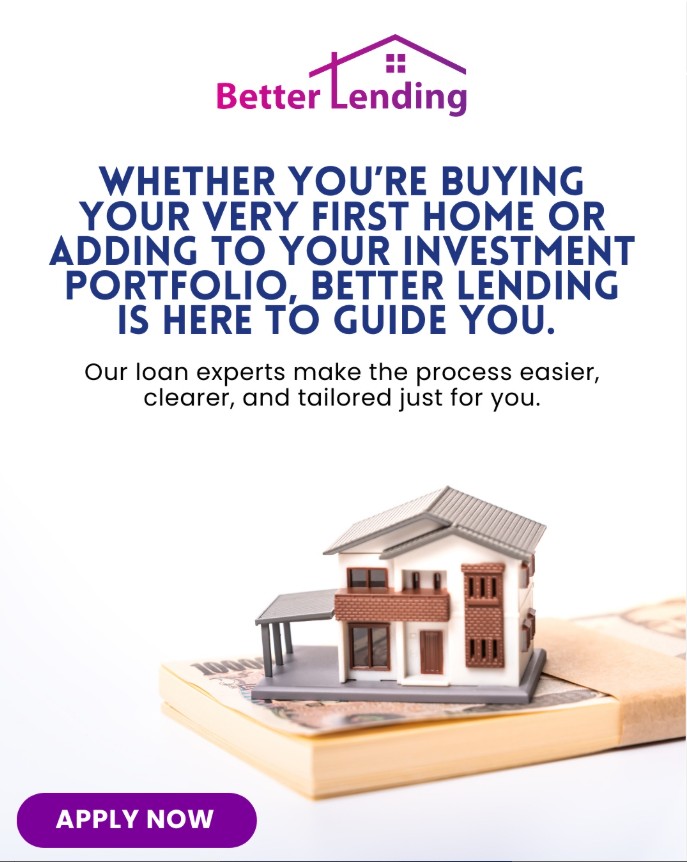 Better Lending
WHETHER YOU'RE BUYING
YOUR VERY FIRST HOME OR
ADDING TO YOUR INVESTMENT
PORTFOLIO, BETTER LENDING
IS HERE TO GUIDE YOU.
Our loan experts make the process easier,
clearer, and tailored just for you.
APPLY NOW